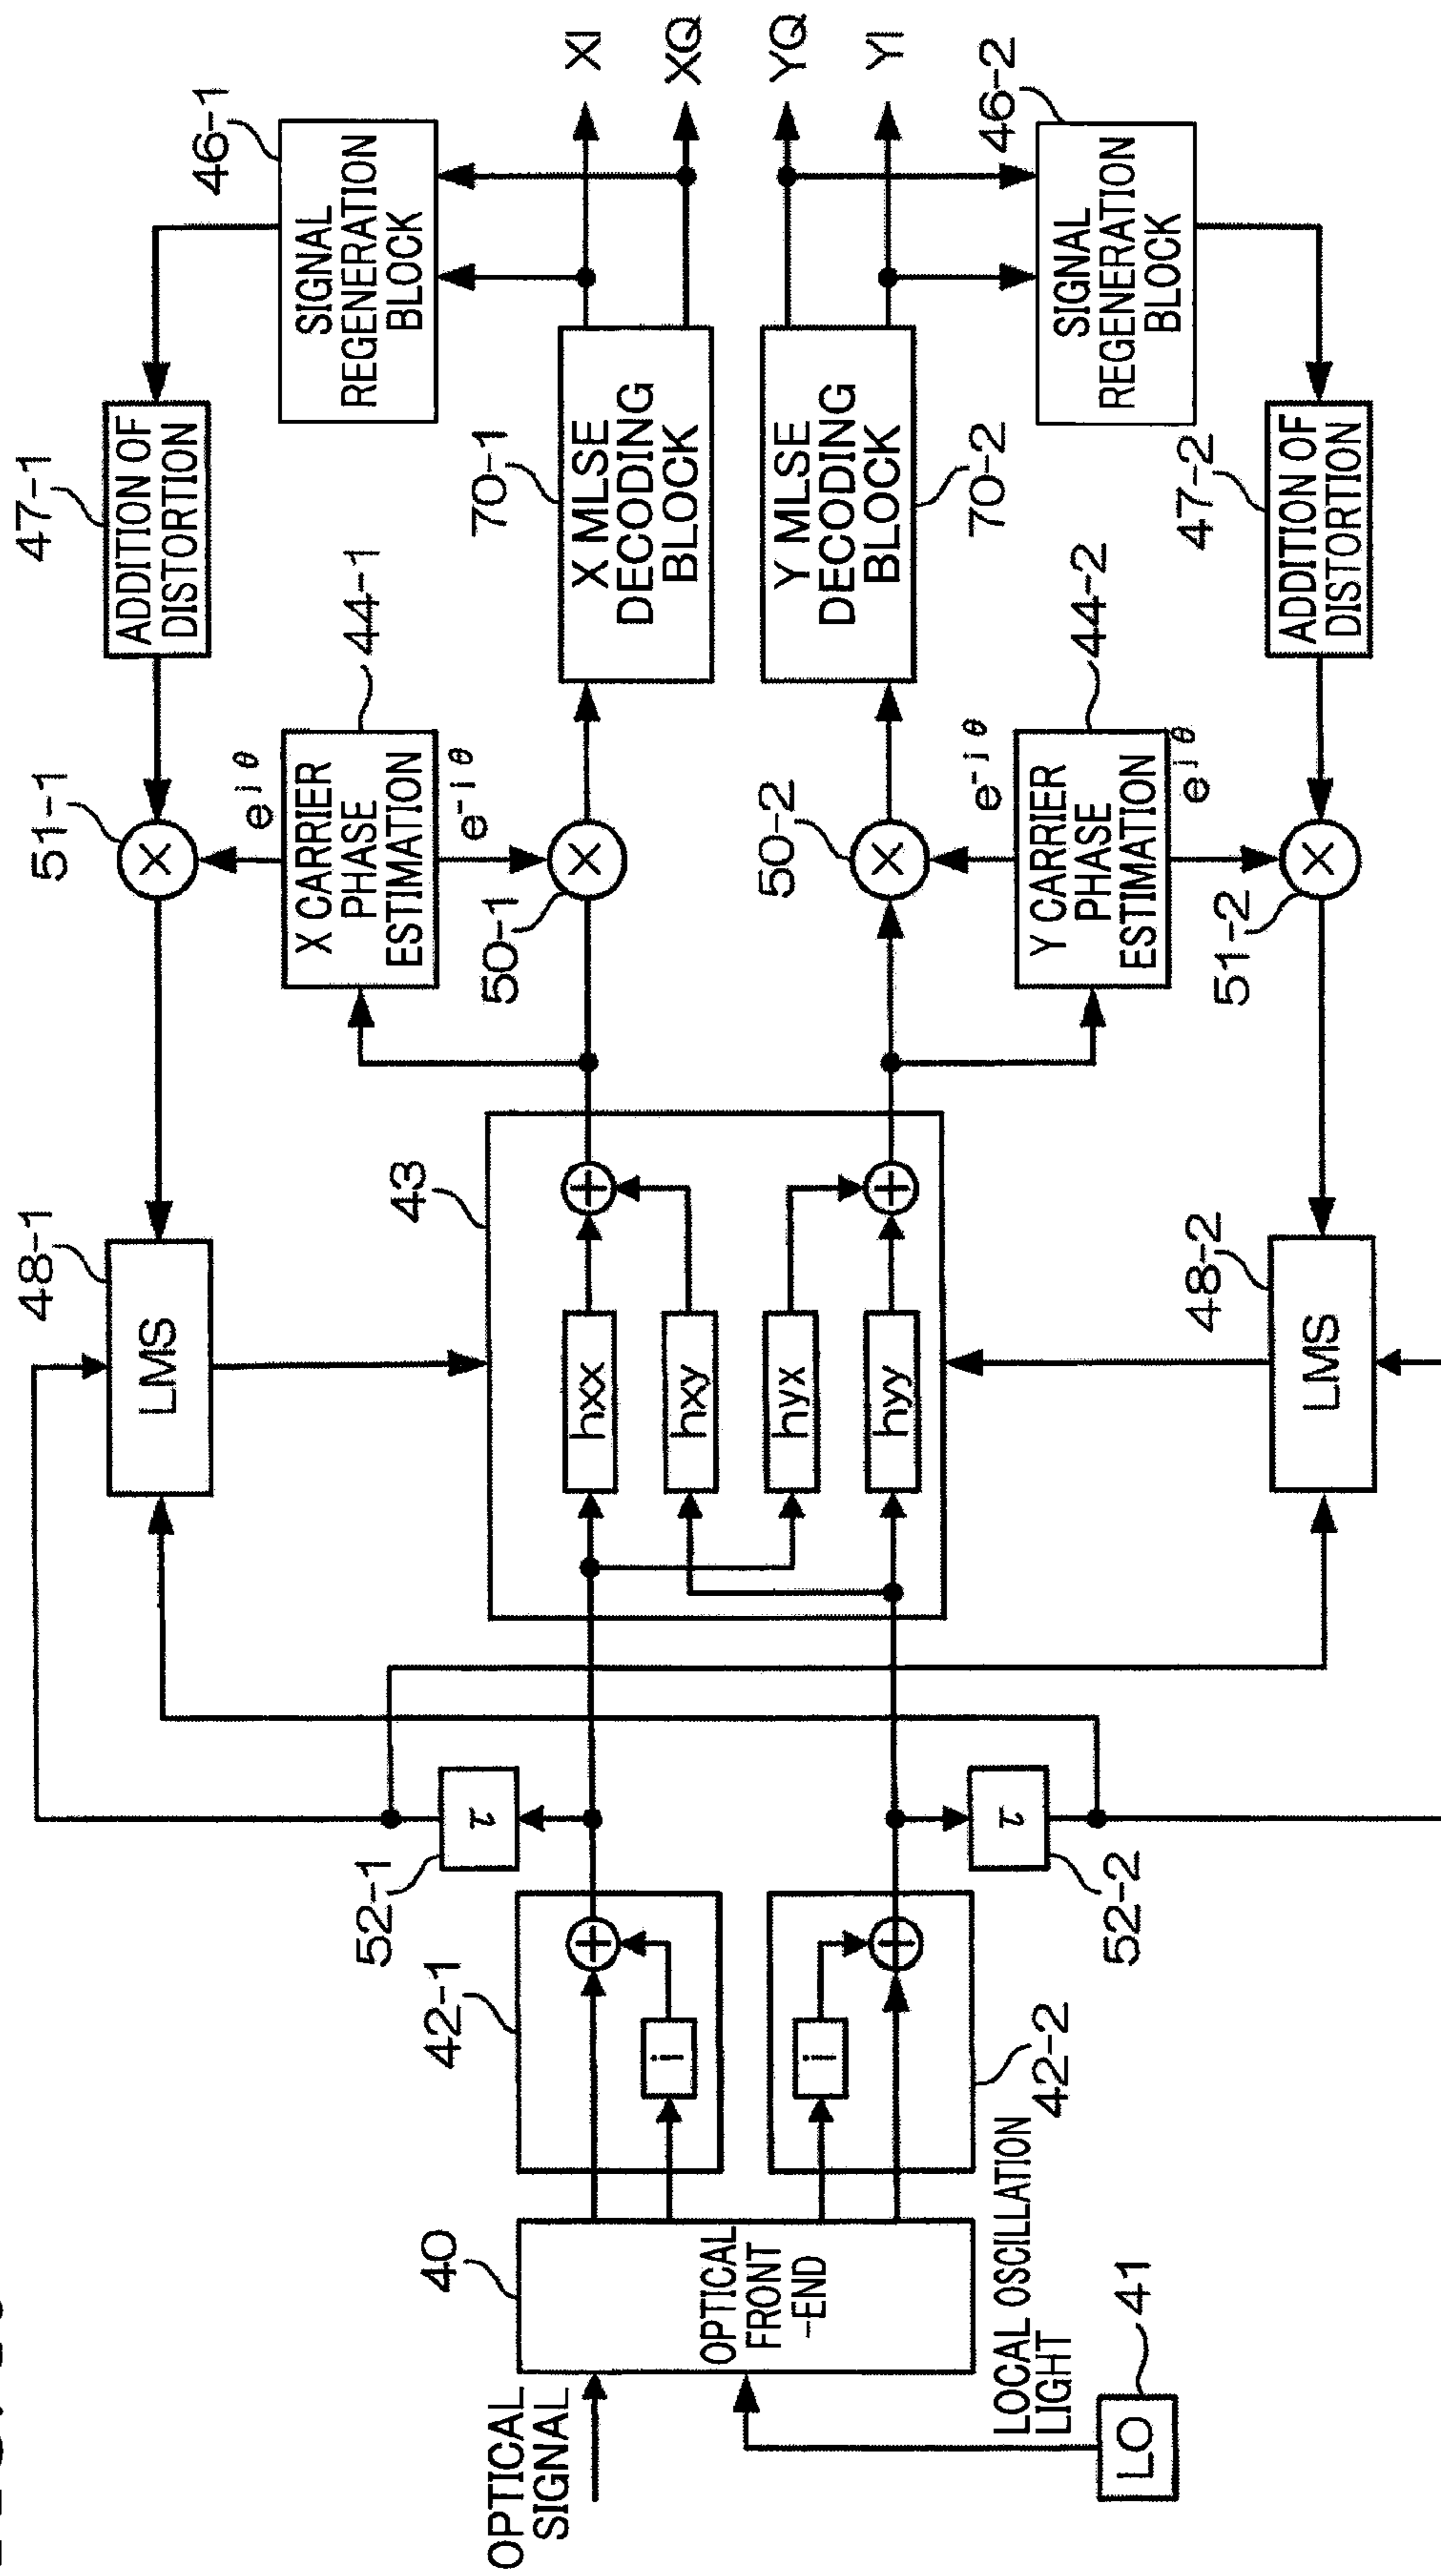 OPTICAL
SIGNAL
40
OPTICAL
FRONT
-END
LOCAL OSCILLATION
LIGHT
LO
41
42-1
i
42-2
i
52-1
τ
52-2
τ
43
hxx
hxy
hyx
hyy
48-1
LMS
48-2
LMS
51-1
e^jθ
X CARRIER
PHASE
ESTIMATION
44-1
e^-jθ
50-1
50-2
e^-jθ
Y CARRIER
PHASE
ESTIMATION
44-2
e^jθ
51-2
47-1
ADDITION OF
DISTORTION
70-1
X MLSE
DECODING
BLOCK
Y MLSE
DECODING
BLOCK
70-2
47-2
ADDITION OF
DISTORTION
46-1
SIGNAL
REGENERATION
BLOCK
SIGNAL
REGENERATION
BLOCK
46-2
XI
XQ
YQ
YI